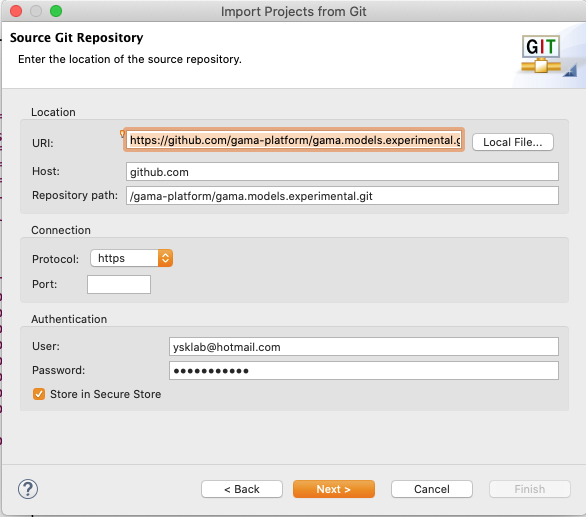 Import Projects from Git
Source Git Repository
Enter the location of the source repository.
GIT
Location
URI: https://github.com/gama-platform/gama.models.experimental.g Local File...
Host: github.com
Repository path: /gama-platform/gama.models.experimental.git
Connection
Protocol: https
Port:
Authentication
User: ysklab@hotmail.com
Password: ●●●●●●●●●●●
Store in Secure Store
? < Back Next > Cancel Finish